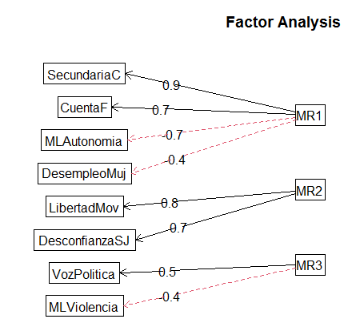 Factor Analysis
SecundariaC
0.9
CuentaF
0.7
MR1
MLAutonomia
-0.7
DesempleoMuj
-0.4
LibertadMov
0.8
MR2
DesconfianzaSJ
0.7
VozPolitica
0.5
MR3
MLViolencia
-0.4